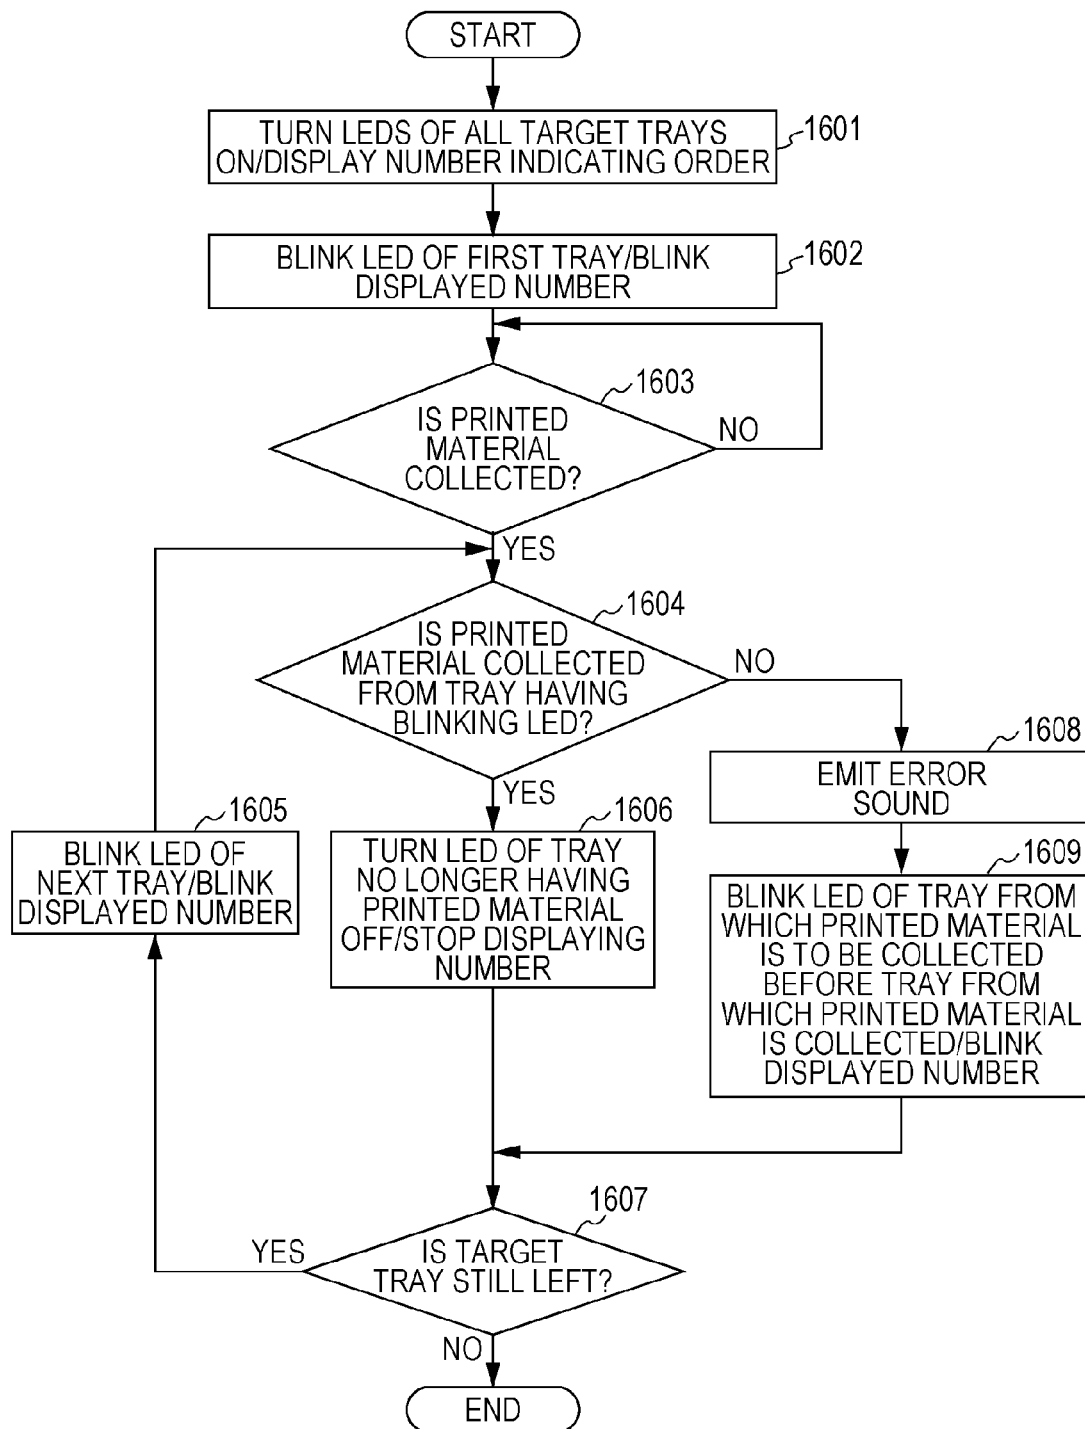 START
1601
TURN LEDS OF ALL TARGET TRAYS
ON/DISPLAY NUMBER INDICATING ORDER
1602
BLINK LED OF FIRST TRAY/BLINK
DISPLAYED NUMBER
1603
IS PRINTED
MATERIAL
COLLECTED?
NO
YES
1604
IS PRINTED
MATERIAL COLLECTED
FROM TRAY HAVING
BLINKING LED?
NO
YES
1608
EMIT ERROR
SOUND
1605
BLINK LED OF
NEXT TRAY/BLINK
DISPLAYED NUMBER
1606
TURN LED OF TRAY
NO LONGER HAVING
PRINTED MATERIAL
OFF/STOP DISPLAYING
NUMBER
1609
BLINK LED OF TRAY FROM
WHICH PRINTED MATERIAL
IS TO BE COLLECTED
BEFORE TRAY FROM
WHICH PRINTED MATERIAL
IS COLLECTED/BLINK
DISPLAYED NUMBER
1607
IS TARGET
TRAY STILL LEFT?
YES
NO
END